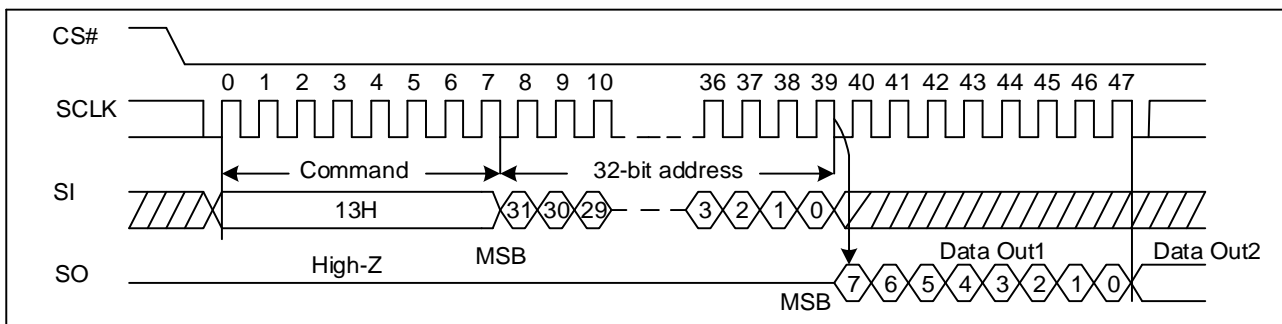 CS#
0 1 2 3 4 5 6 7 8 9 10 36 37 38 39 40 41 42 43 44 45 46 47
SCLK
Command 32-bit address
SI
13H 31 30 29 3 2 1 0
High-Z MSB Data Out1 Data Out2
SO
MSB 7 6 5 4 3 2 1 0